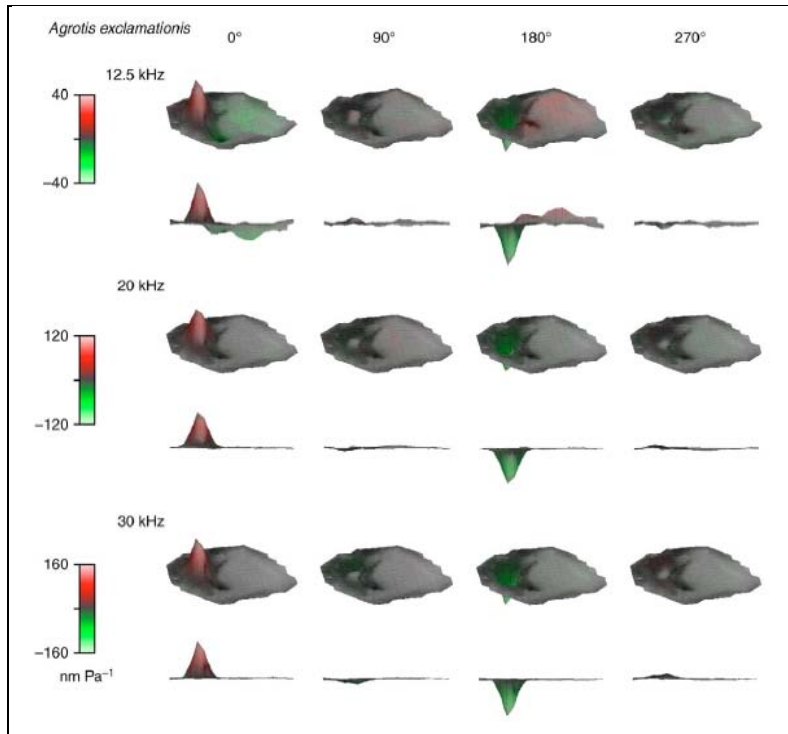 Agrotis exclamationis
0° 90° 180° 270°
12.5 kHz
40
−40
20 kHz
120
−120
30 kHz
160
−160
nm Pa⁻¹